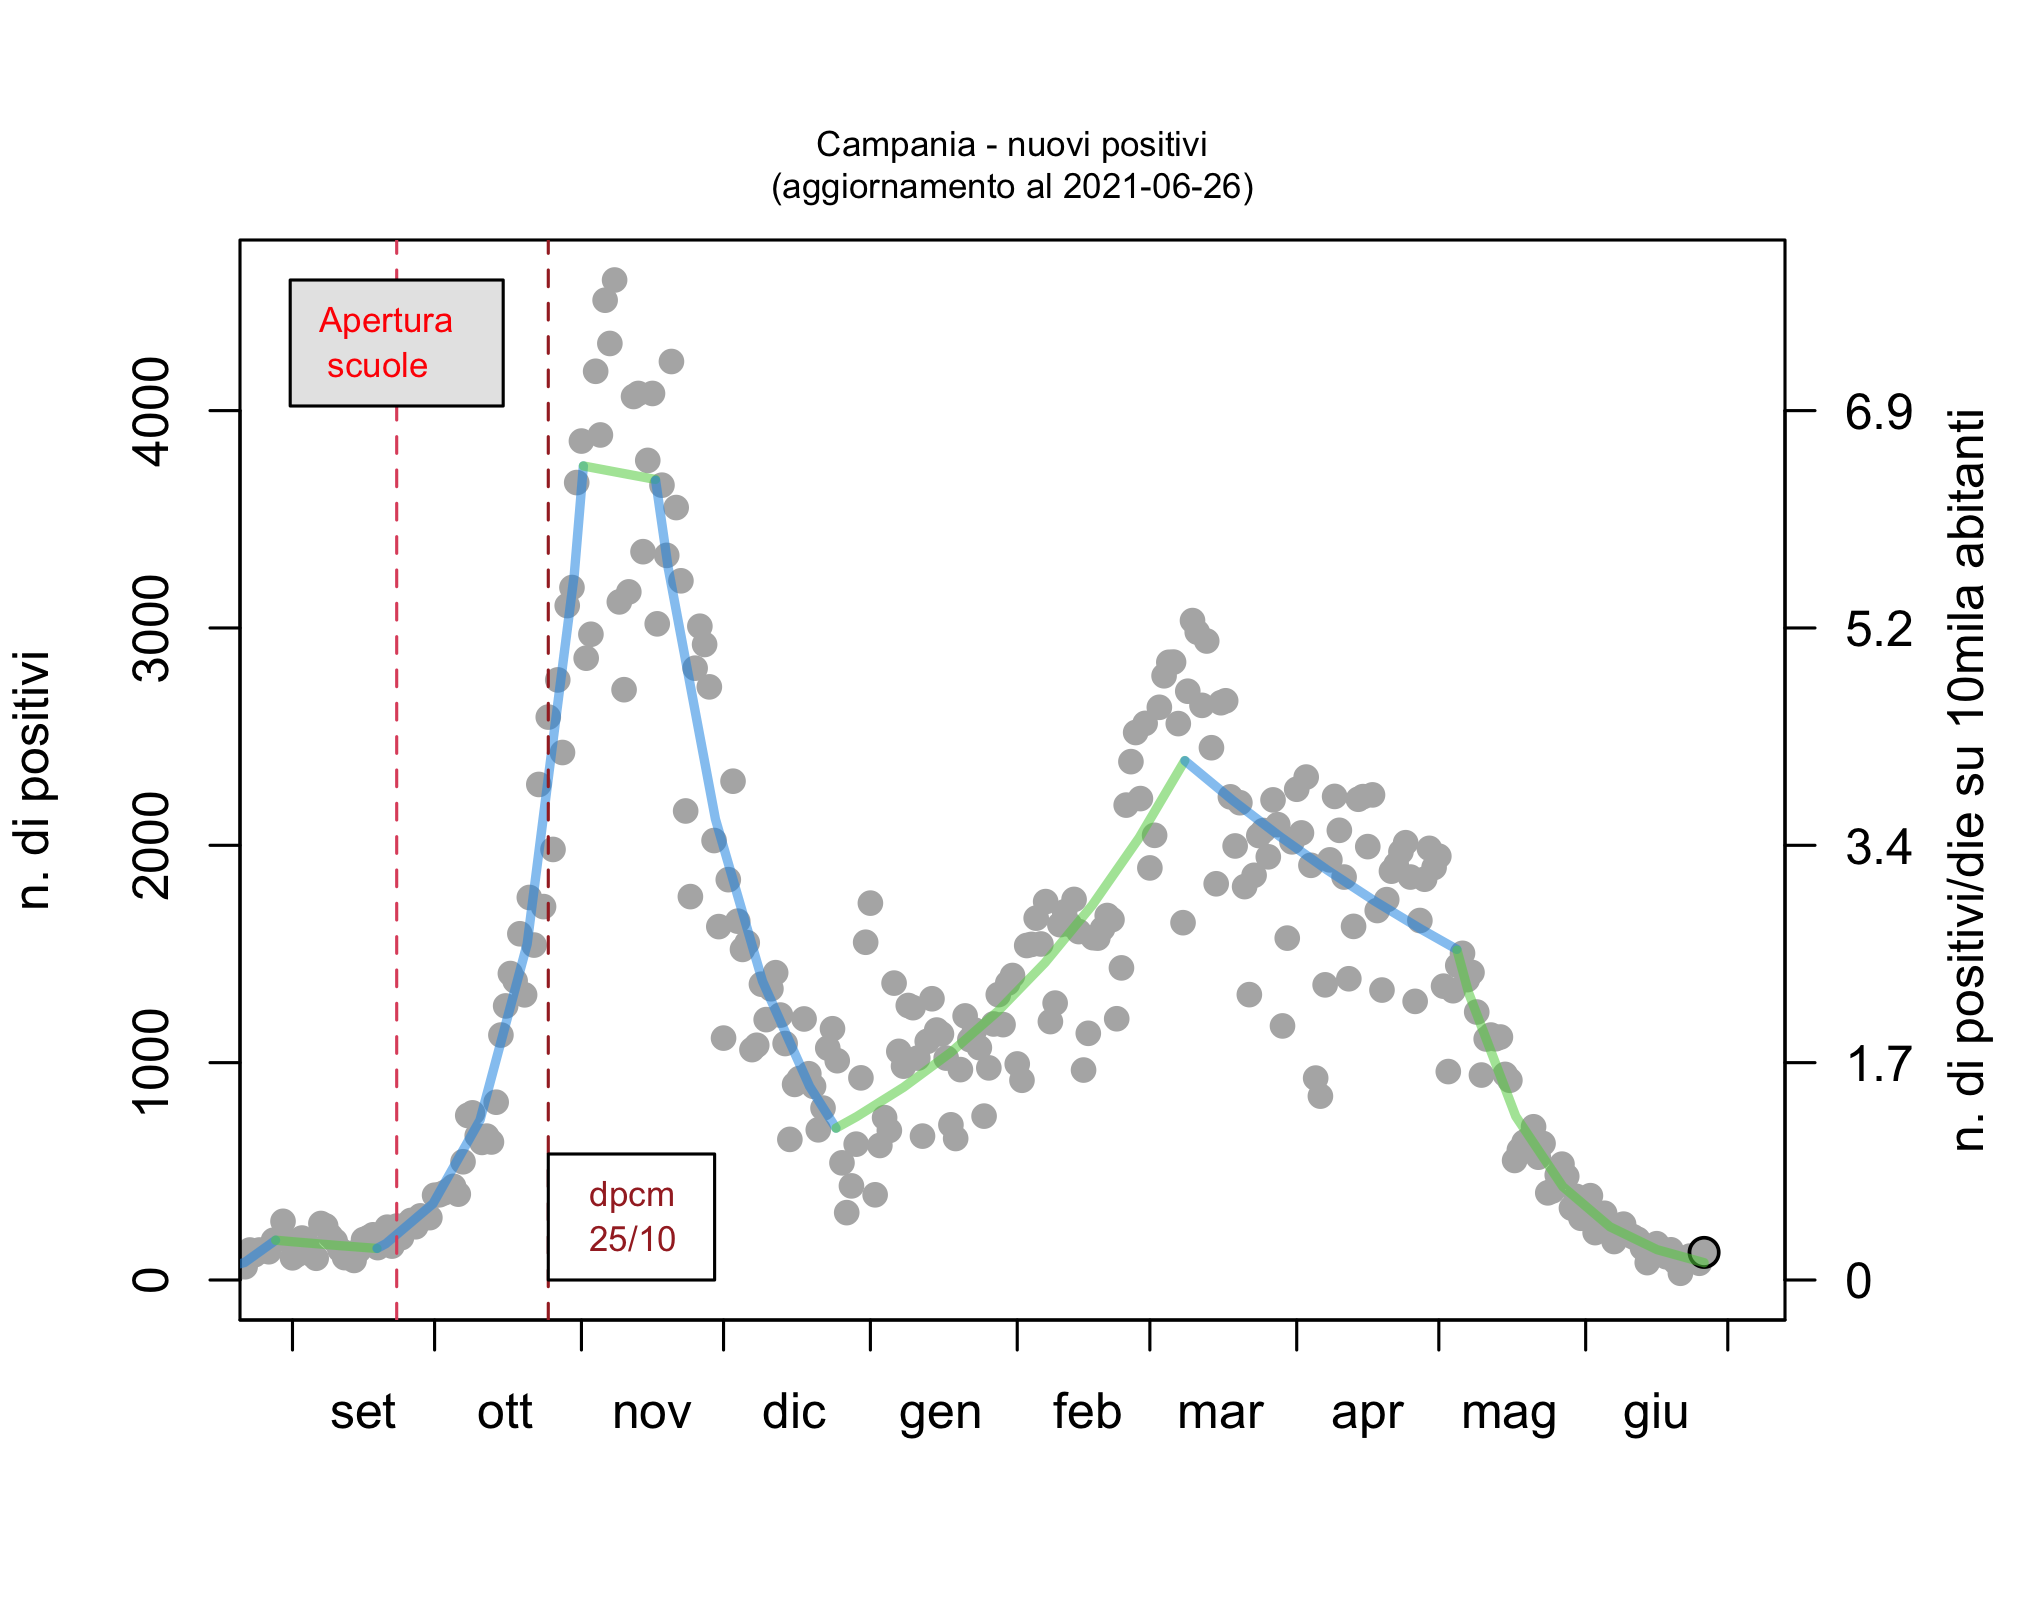 Campania - nuovi positivi
(aggiornamento al 2021-06-26)
Apertura
scuole
dpcm
25/10
n. di positivi
4000
3000
2000
1000
0
6.9
5.2
3.4
1.7
0
n. di positivi/die su 10mila abitanti
set ott nov dic gen feb mar apr mag giu